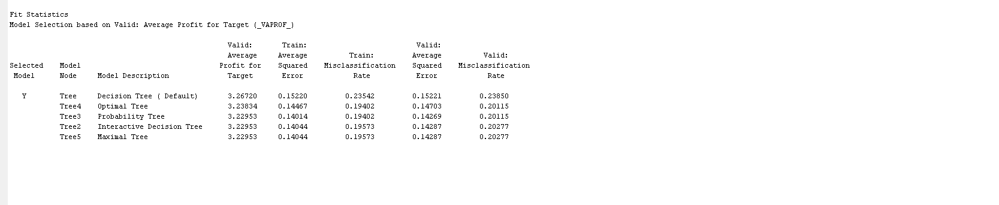 Fit Statistics
Model Selection based on Valid: Average Profit for Target (_VAPROF_)
Valid: Train: Valid:
Average Average Train: Average Valid:
Selected Model Profit for Squared Misclassification Squared Misclassification
Model Node Model Description Target Error Rate Error Rate
Y Tree Decision Tree ( Default) 3.26720 0.15220 0.23542 0.15221 0.23850
Tree4 Optimal Tree 3.23834 0.14467 0.19402 0.14703 0.20115
Tree3 Probability Tree 3.22953 0.14014 0.19402 0.14269 0.20115
Tree2 Interactive Decision Tree 3.22953 0.14044 0.19573 0.14287 0.20277
Tree5 Maximal Tree 3.22953 0.14044 0.19573 0.14287 0.20277